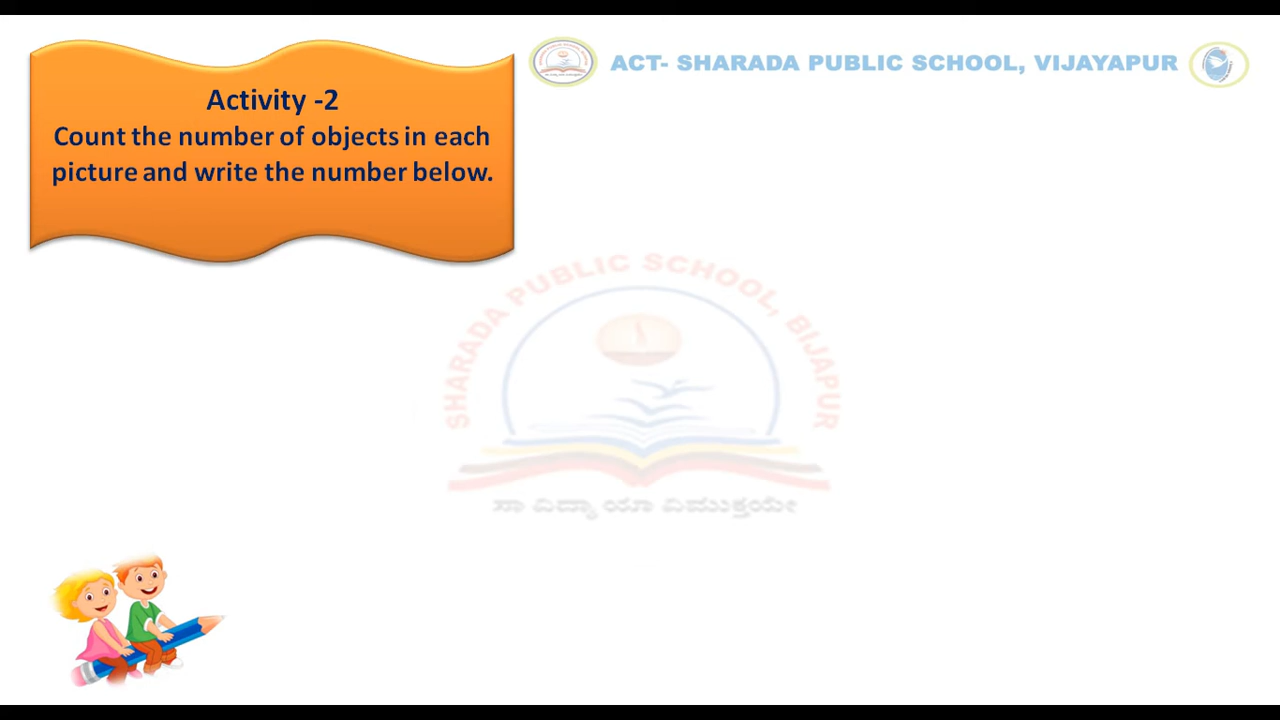 Activity -2
Count the number of objects in each
picture and write the number below.
ACT- SHARADA PUBLIC SCHOOL, VIJAYAPUR
SHARADA PUBLIC SCHOOL, BIJAPUR
ಸಾ ವಿದ್ಯಾ ಯಾ ವಿಮುಕ್ತಯೇ